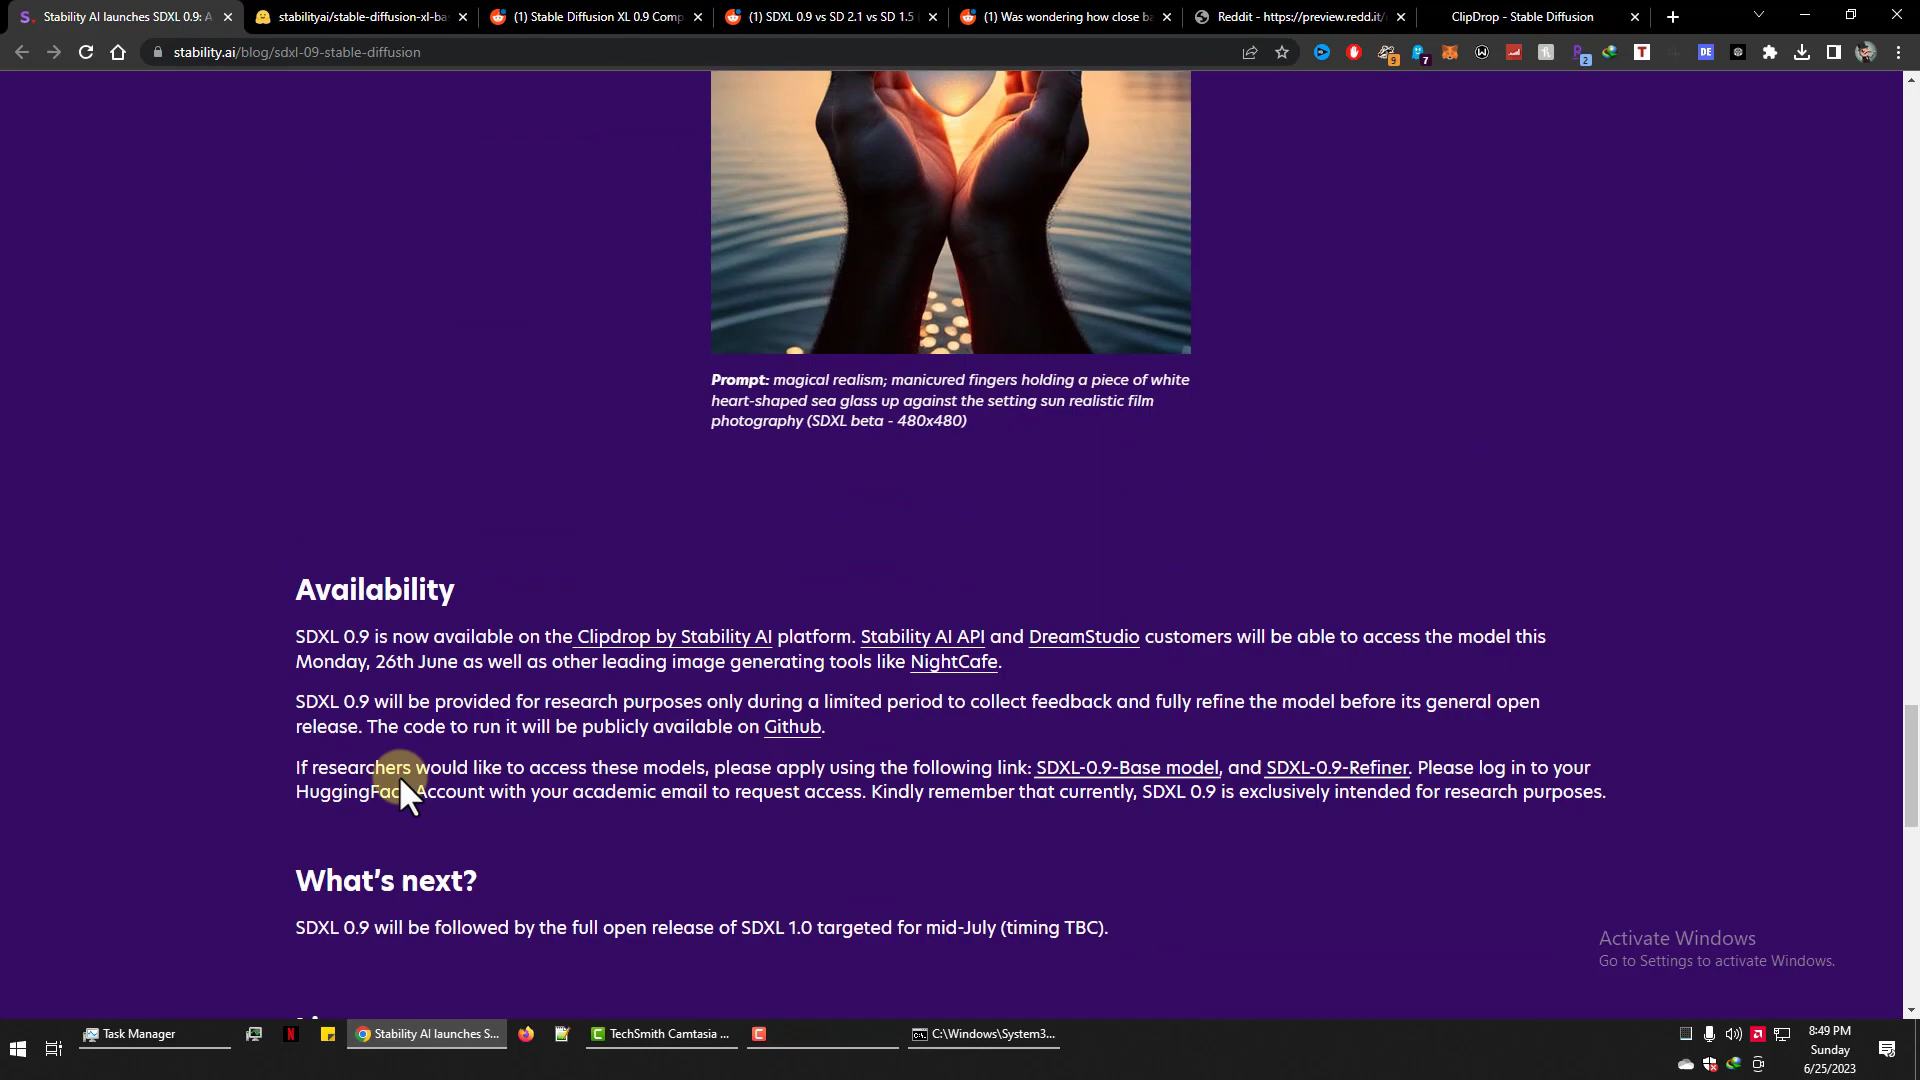 Stability AI launches SDXL 0.9: A
stabilityai/stable-diffusion-xl-ba
(1) Stable Diffusion XL 0.9 Comp
(1) SDXL 0.9 vs SD 2.1 vs SD 1.5
(1) Was wondering how close ba
Reddit - https://preview.redd.it/
ClipDrop - Stable Diffusion
stability.ai/blog/sdxl-09-stable-diffusion
9
7
2
T
DE
Prompt: magical realism; manicured fingers holding a piece of white
heart-shaped sea glass up against the setting sun realistic film
photography (SDXL beta - 480x480)
Availability
SDXL 0.9 is now available on the Clipdrop by Stability AI platform. Stability AI API and DreamStudio customers will be able to access the model this
Monday, 26th June as well as other leading image generating tools like NightCafe.
SDXL 0.9 will be provided for research purposes only during a limited period to collect feedback and fully refine the model before its general open
release. The code to run it will be publicly available on Github.
If researchers would like to access these models, please apply using the following link: SDXL-0.9-Base model, and SDXL-0.9-Refiner. Please log in to your
HuggingFace Account with your academic email to request access. Kindly remember that currently, SDXL 0.9 is exclusively intended for research purposes.
What's next?
SDXL 0.9 will be followed by the full open release of SDXL 1.0 targeted for mid-July (timing TBC).
Activate Windows
Go to Settings to activate Windows.
Task Manager
Stability AI launches S...
TechSmith Camtasia ...
C:\Windows\System3...
8:49 PM
Sunday
6/25/2023